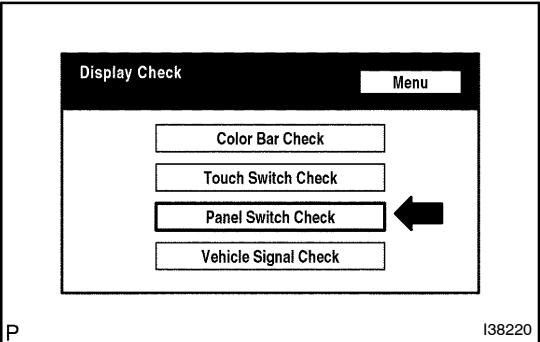 Display Check
Menu
Color Bar Check
Touch Switch Check
Panel Switch Check
Vehicle Signal Check
P
I38220